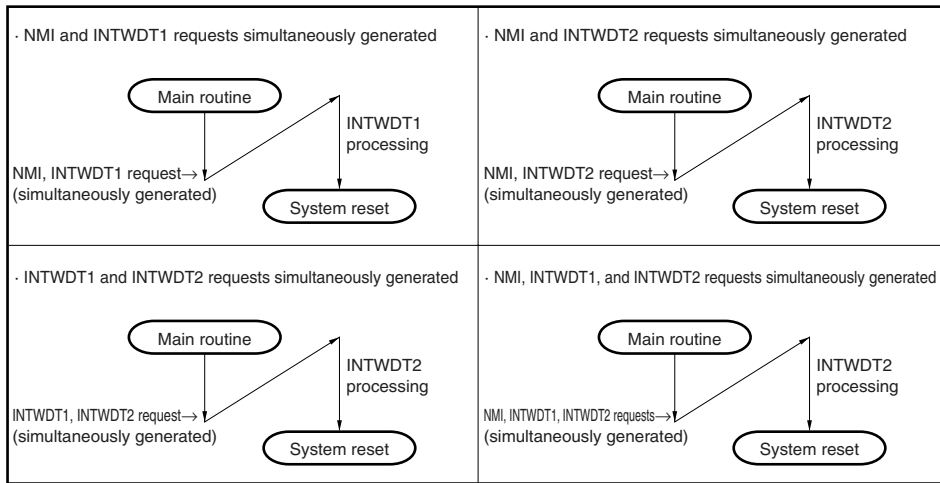 · NMI and INTWDT1 requests simultaneously generated
Main routine
INTWDT1
processing
NMI, INTWDT1 request→
(simultaneously generated)
System reset
· NMI and INTWDT2 requests simultaneously generated
Main routine
INTWDT2
processing
NMI, INTWDT2 request→
(simultaneously generated)
System reset
· INTWDT1 and INTWDT2 requests simultaneously generated
Main routine
INTWDT2
processing
INTWDT1, INTWDT2 request→
(simultaneously generated)
System reset
· NMI, INTWDT1, and INTWDT2 requests simultaneously generated
Main routine
INTWDT2
processing
NMI, INTWDT1, INTWDT2 requests→
(simultaneously generated)
System reset